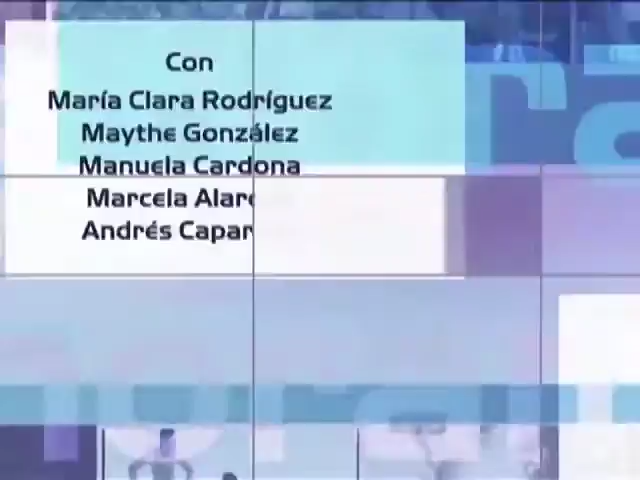 Con
María Clara Rodríguez
Maythe González
Manuela Cardona
Marcela
Andrés